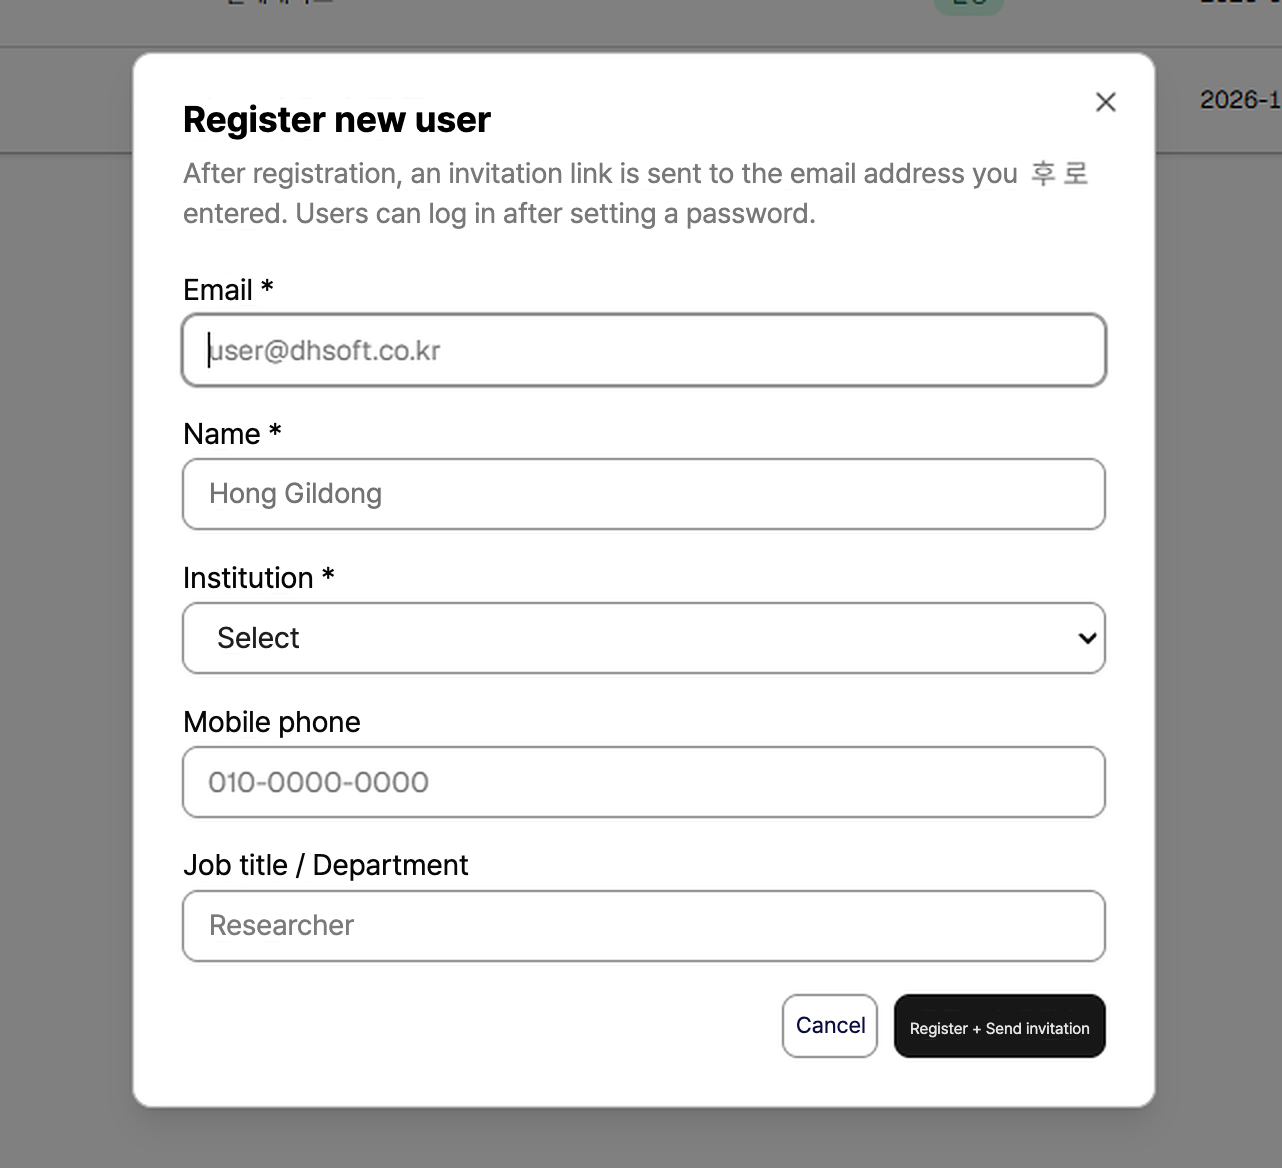 2026-1
Register new user
After registration, an invitation link is sent to the email address you 후 로
entered. Users can log in after setting a password.
Email *
user@dhsoft.co.kr
Name *
Hong Gildong
Institution *
Select
Mobile phone
010-0000-0000
Job title / Department
Researcher
Cancel
Register + Send invitation